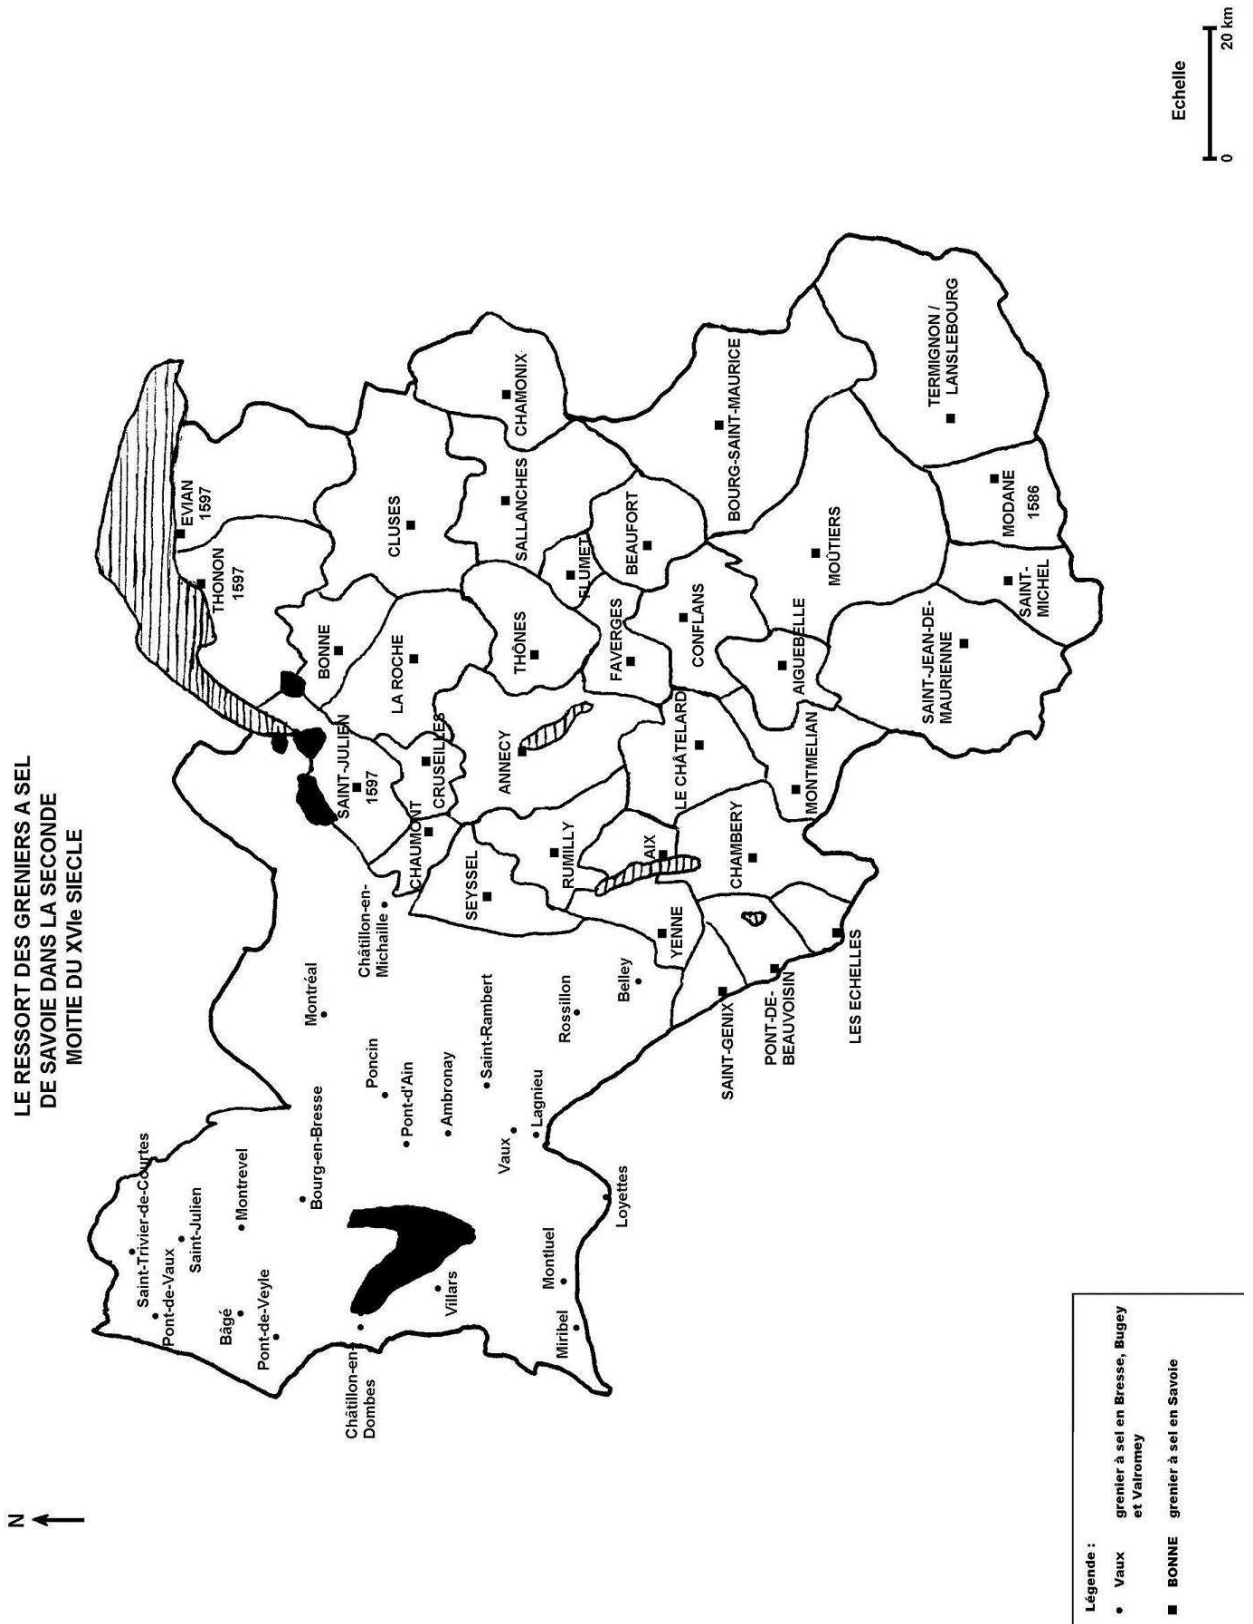 LE RESSORT DES GRENIERS A SEL
DE SAVOIE DANS LA SECONDE
MOITIE DU XVIe SIECLE
N
Saint-Trivier-de-Courtes
Pont-de-Vaux
Saint-Julien
Bâgé
Montrevel
Pont-de-Veyle
Bourg-en-Bresse
Montréal
Châtillon-en-
Dombes
Poncin
Châtillon-en-
Michaille
Pont-d'Ain
Villars
Ambronay
Saint-Rambert
Vaux
Lagnieu
Miribel
Montluel
Rossillon
Loyettes
Belley
EVIAN
1597
THONON
1597
BONNE
SAINT-JULIEN
1597
CLUSES
LA ROCHE
CHAUMONT
CRUSEILLES
SEYSSEL
ANNECY
THÔNES
SALLANCHES
CHAMONIX
RUMILLY
FLUMET
FAVERGES
BEAUFORT
YENNE
AIX
LE CHÂTELARD
CONFLANS
BOURG-SAINT-MAURICE
SAINT-GENIX
CHAMBERY
PONT-DE-
BEAUVOISIN
MONTMELIAN
AIGUEBELLE
MOÛTIERS
LES ECHELLES
SAINT-JEAN-DE-
MAURIENNE
SAINT-
MICHEL
MODANE
1586
TERMIGNON /
LANSLEBOURG
Légende :
Vaux grenier à sel en Bresse, Bugey
et Valromey
BONNE grenier à sel en Savoie
Echelle
0 20 km